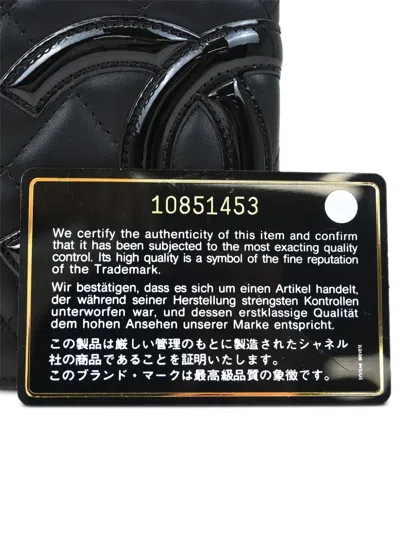 10851453
We certify the authenticity of this item and confirm
that it has been subjected to the most exacting quality
control. Its high quality is a symbol of the fine reputation
of the Trademark.
Wir bestätigen, dass es sich um einen Artikel handelt,
der während seiner Herstellung strengsten Kontrollen
unterworfen war, und dessen erstklassige Qualität
dem hohen Ansehen unserer Marke entspricht.
この製品は厳しい管理のもとに製造されたシャネル
社の商品であることを証明いたします。
このブランド・マークは最高級品質の象徴です。